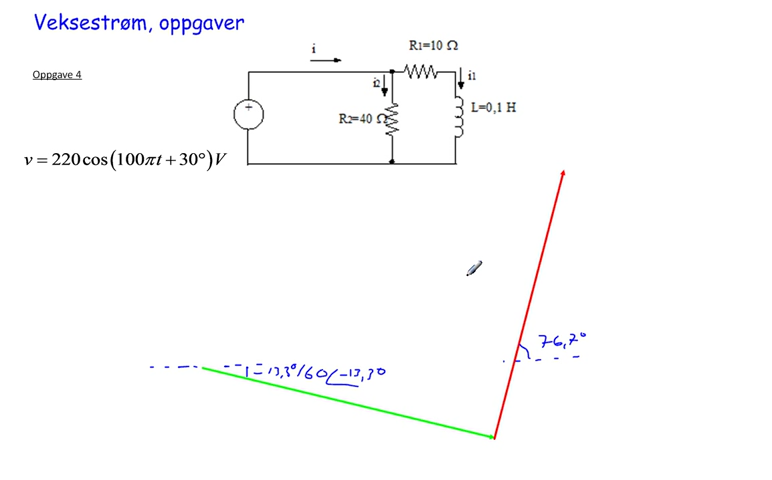 Veksestrøm, oppgaver
Oppgave 4
i
R1=10 Ω
i2
i1
R2=40 Ω
L=0,1 H
+
v = 220cos(100πt + 30°)V
76,7°